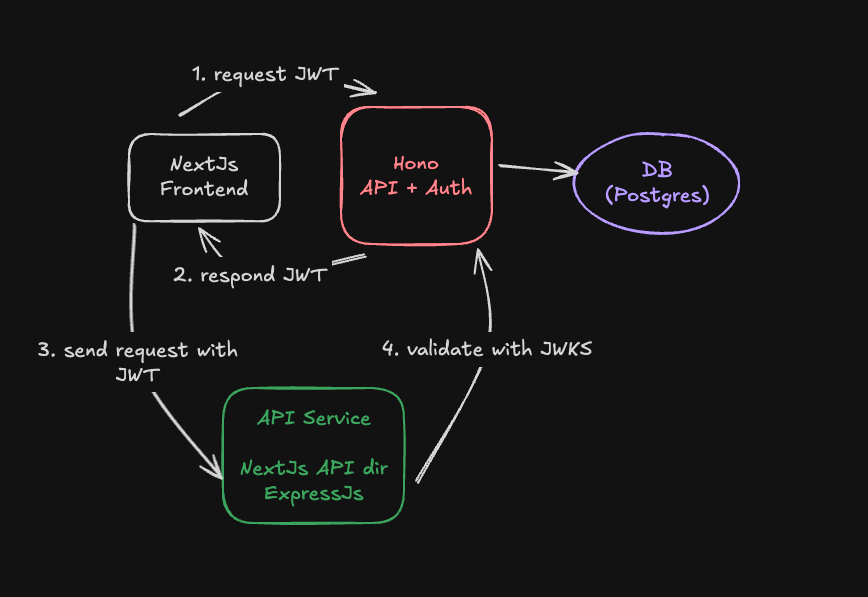 1. request JWT
NextJs
Frontend
Hono
API + Auth
DB
(Postgres)
2. respond JWT
3. send request with
JWT
4. validate with JWKS
API Service
NextJs API dir
ExpressJs